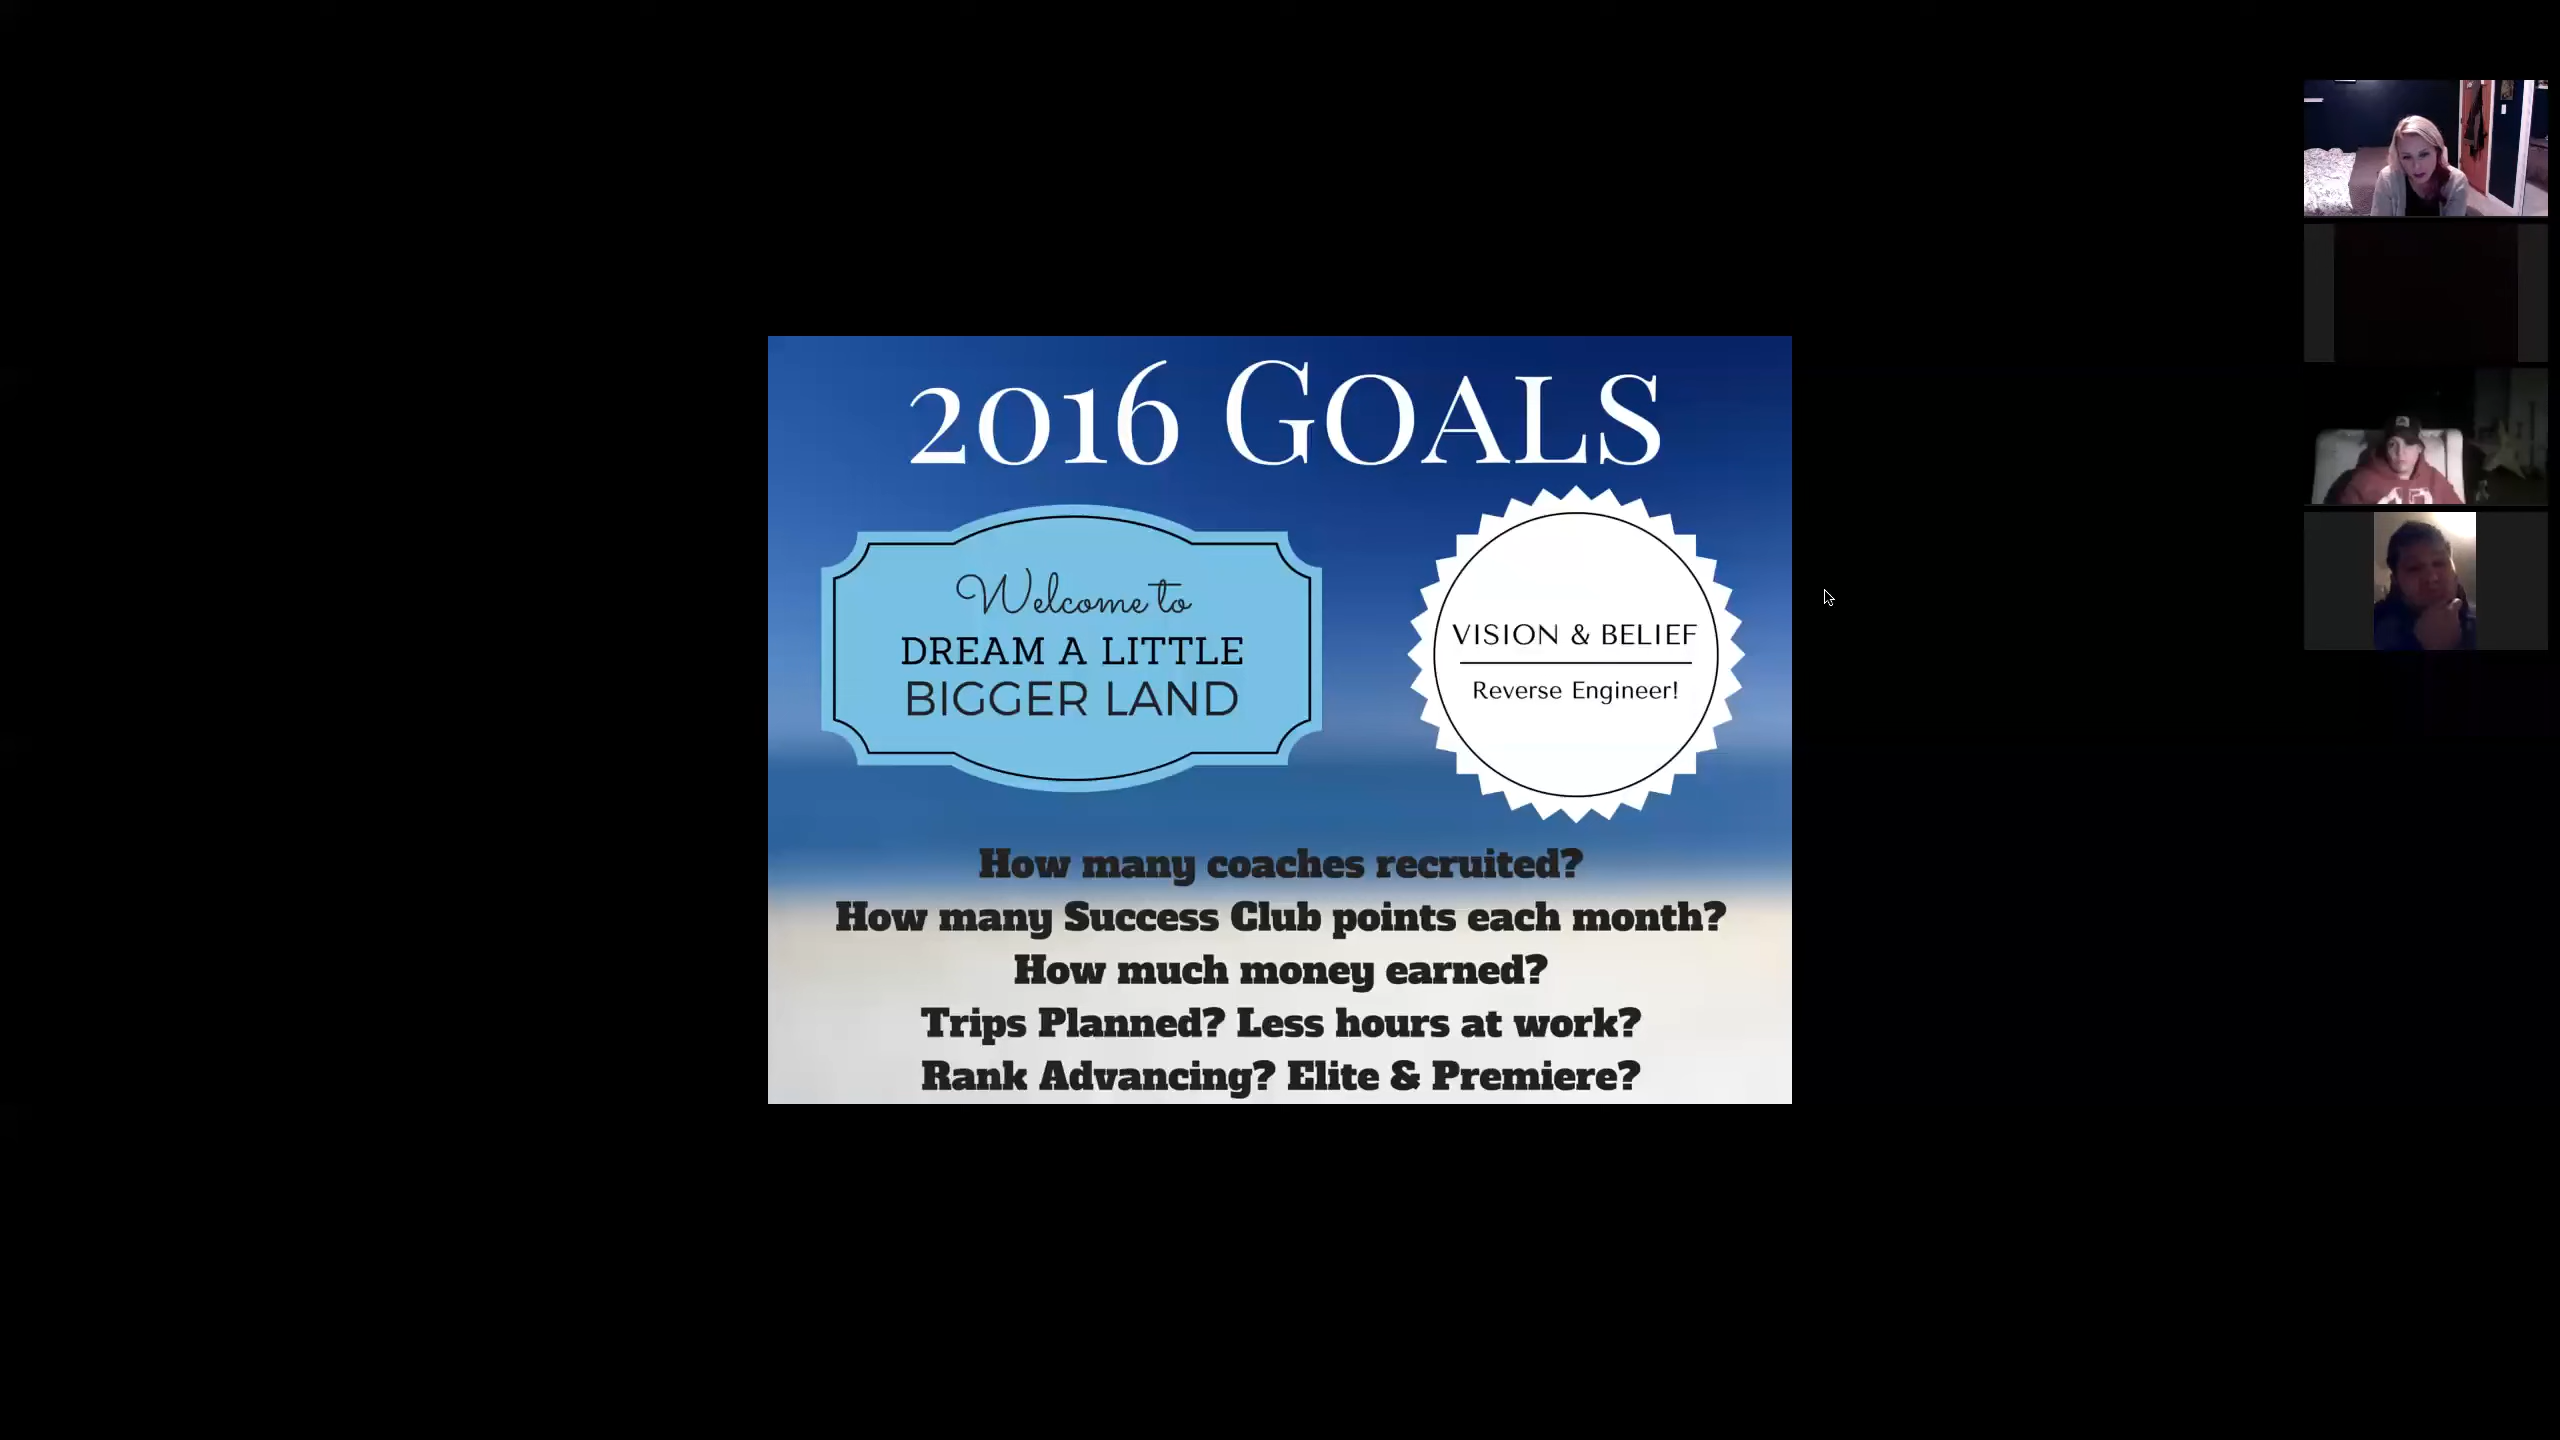 2016 GOALS
Welcome to
DREAM A LITTLE
BIGGER LAND
VISION & BELIEF
Reverse Engineer!
How many coaches recruited?
How many Success Club points each month?
How much money earned?
Trips Planned? Less hours at work?
Rank Advancing? Elite & Premiere?